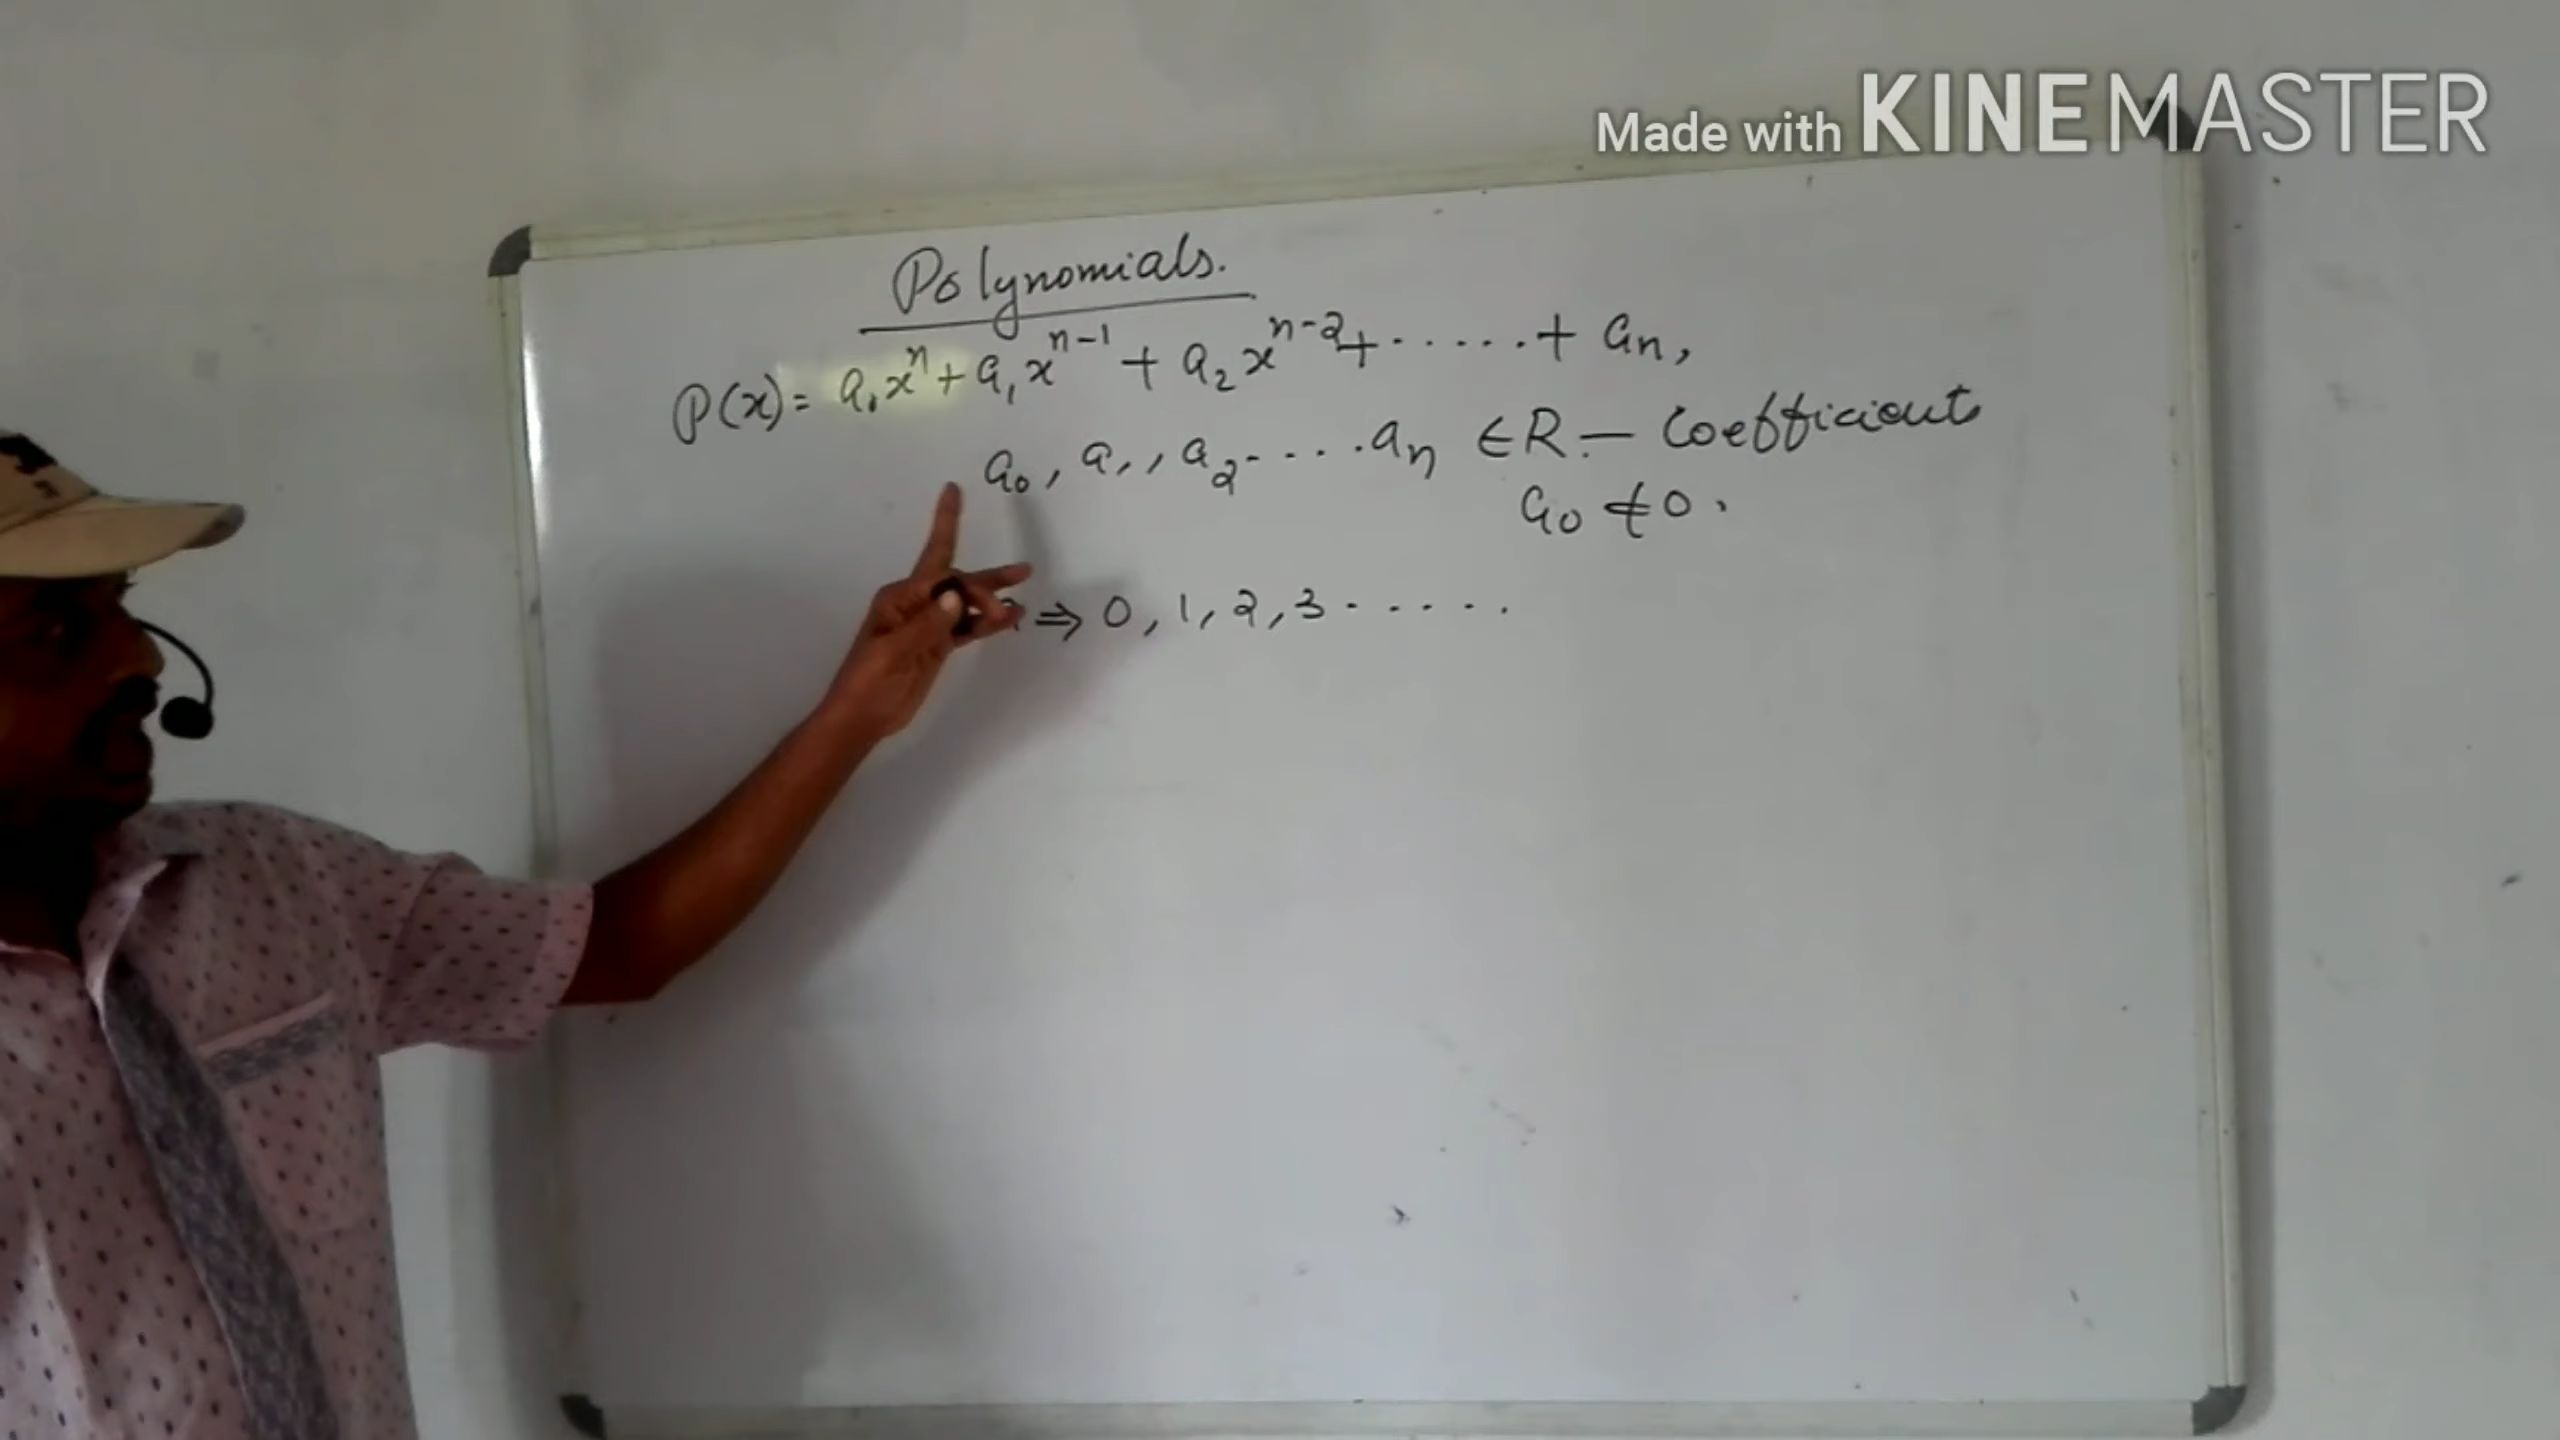 Made with KINEMASTER
Polynomials.
P(x) = a₀xⁿ + a₁xⁿ⁻¹ + a₂xⁿ⁻² + ...... + aₙ,
a₀, a₁, a₂ ..... aₙ ∈ R. — Coefficients
a₀ ≠ 0.
⇒ 0, 1, 2, 3 ......